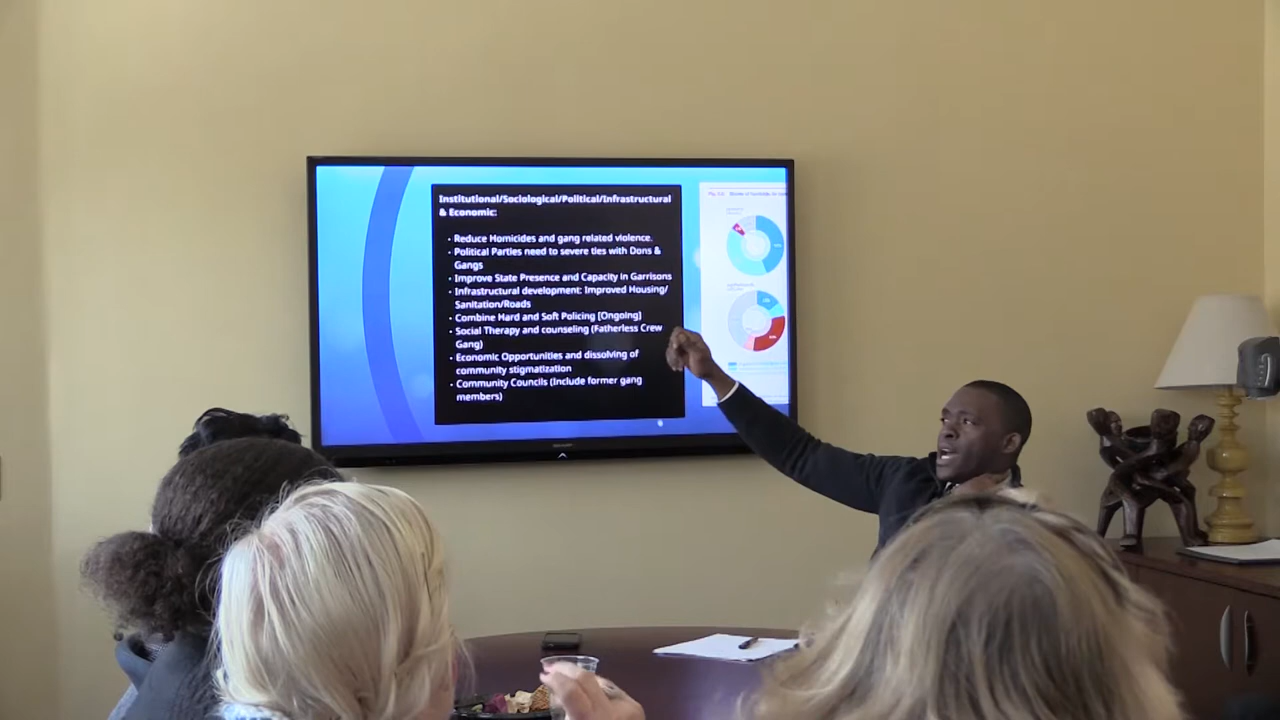 Institutional/Sociological/Political/Infrastructural
& Economic:
• Reduce Homicides and gang related violence.
• Political Parties need to severe ties with Dons &
Gangs
• Improve State Presence and Capacity in Garrisons
• Infrastructural development: Improved Housing/
Sanitation/Roads
• Combine Hard and Soft Policing [Ongoing]
• Social Therapy and counseling (Fatherless Crew
Gang)
• Economic Opportunities and dissolving of
community stigmatization
• Community Councils (Include former gang
members)
SHARP